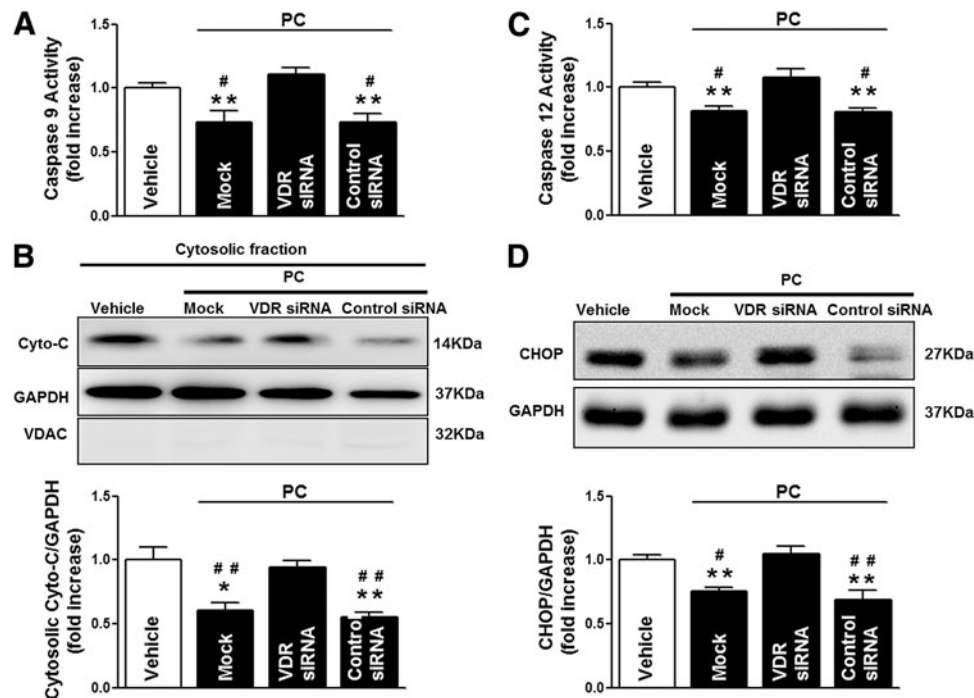 A
PC
1.5
1.0
0.5
0.0
Caspase 9 Activity
(fold increase)
#
**
#
**
Vehicle
Mock
VDR
siRNA
Control
siRNA
C
PC
1.5
1.0
0.5
0.0
Caspase 12 Activity
(fold increase)
#
**
#
**
Vehicle
Mock
VDR
siRNA
Control
siRNA
B
Cytosolic fraction
PC
Vehicle Mock VDR siRNA Control siRNA
Cyto-C 14KDa
GAPDH 37KDa
VDAC 32KDa
PC
1.5
1.0
0.5
0.0
Cytosolic Cyto-C/GAPDH
(fold increase)
##
*
##
**
Vehicle
Mock
VDR
siRNA
Control
siRNA
D
PC
Vehicle Mock VDR siRNA Control siRNA
CHOP 27KDa
GAPDH 37KDa
PC
1.5
1.0
0.5
0.0
CHOP/GAPDH
(fold increase)
#
**
##
**
Vehicle
Mock
VDR
siRNA
Control
siRNA